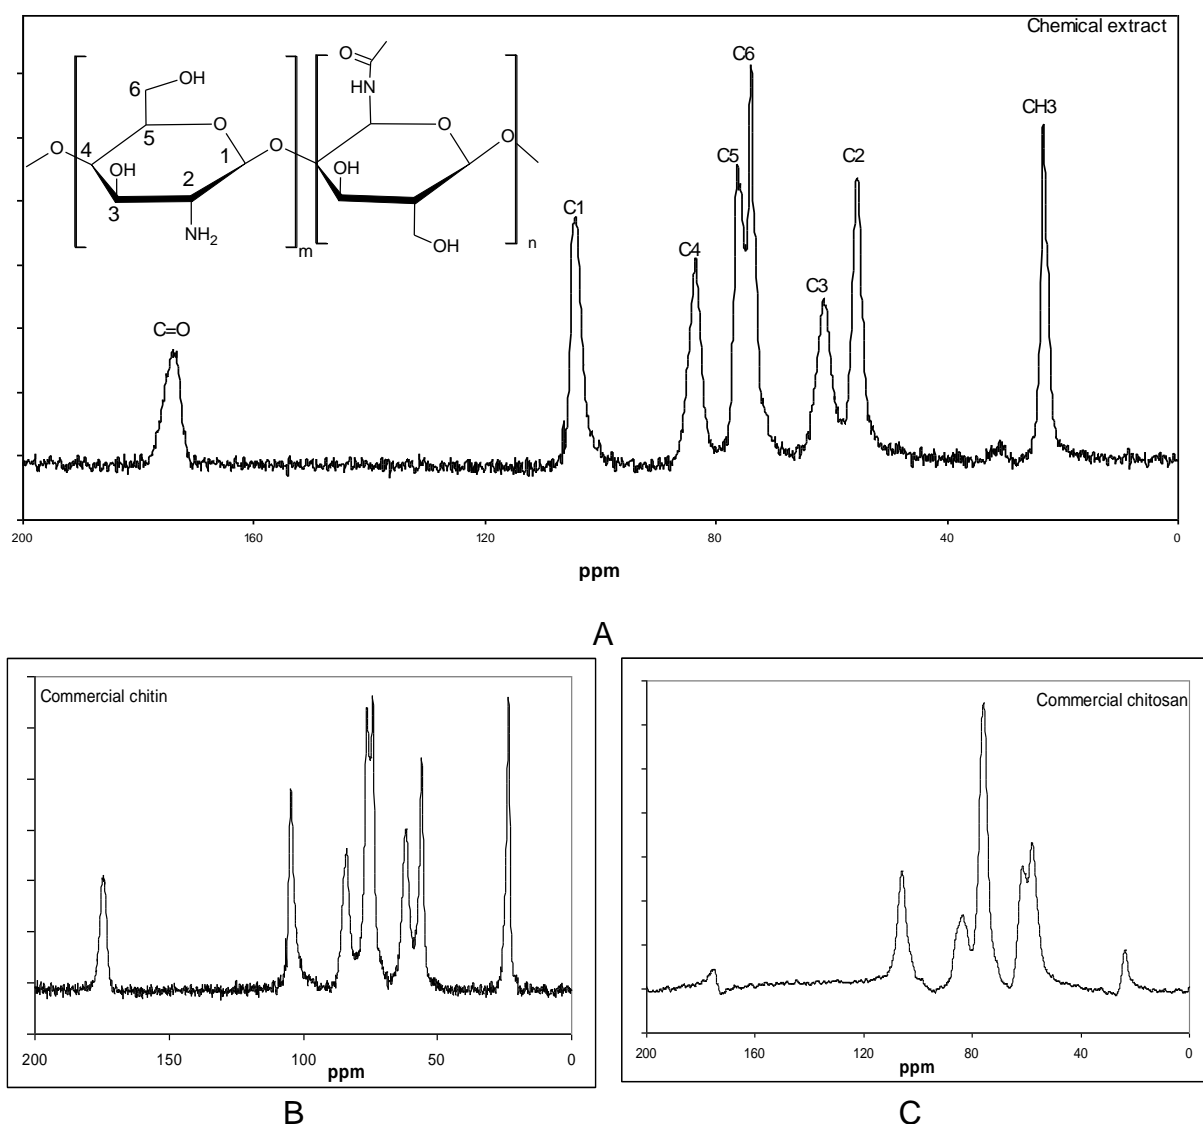 Chemical extract
C=O
C1
C4
C5
C6
C3
C2
CH3
6
OH
5
O
O
4
OH
3
2
1
NH2
m
O
O
HN
O
OH
OH
O
n
200
160
120
80
40
0
ppm
A
Commercial chitin
200
150
100
50
0
ppm
B
Commercial chitosan
200
160
120
80
40
0
ppm
C